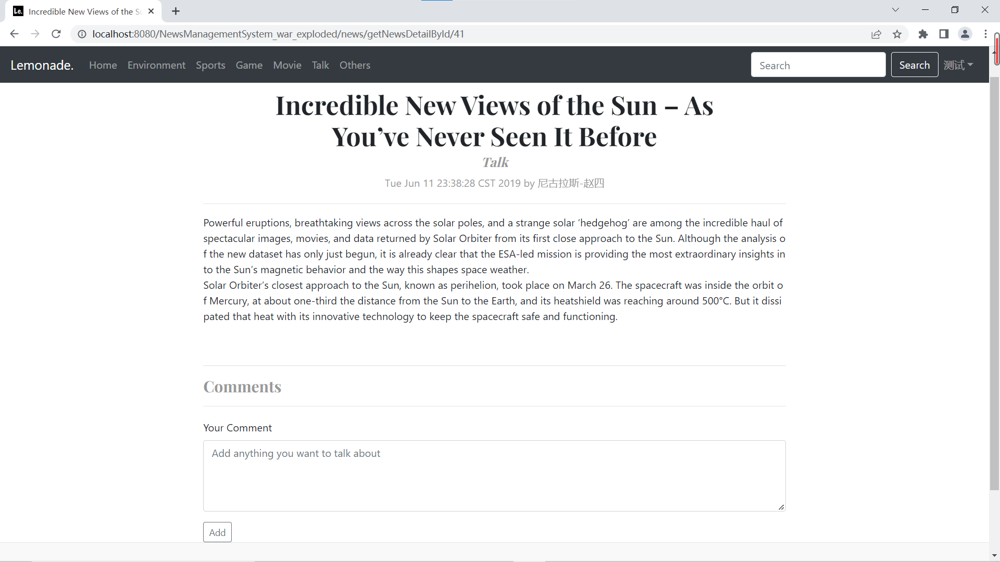 Le.
Incredible New Views of the Su
localhost:8080/NewsManagementSystem_war_exploded/news/getNewsDetailById/41
Lemonade. Home Environment Sports Game Movie Talk Others Search Search 测试
Incredible New Views of the Sun – As
You’ve Never Seen It Before
Talk
Tue Jun 11 23:38:28 CST 2019 by 尼古拉斯-赵四
Powerful eruptions, breathtaking views across the solar poles, and a strange solar ‘hedgehog’ are among the incredible haul of
spectacular images, movies, and data returned by Solar Orbiter from its first close approach to the Sun. Although the analysis o
f the new dataset has only just begun, it is already clear that the ESA-led mission is providing the most extraordinary insights in
to the Sun’s magnetic behavior and the way this shapes space weather.
Solar Orbiter’s closest approach to the Sun, known as perihelion, took place on March 26. The spacecraft was inside the orbit o
f Mercury, at about one-third the distance from the Sun to the Earth, and its heatshield was reaching around 500°C. But it dissi
pated that heat with its innovative technology to keep the spacecraft safe and functioning.
Comments
Your Comment
Add anything you want to talk about
Add